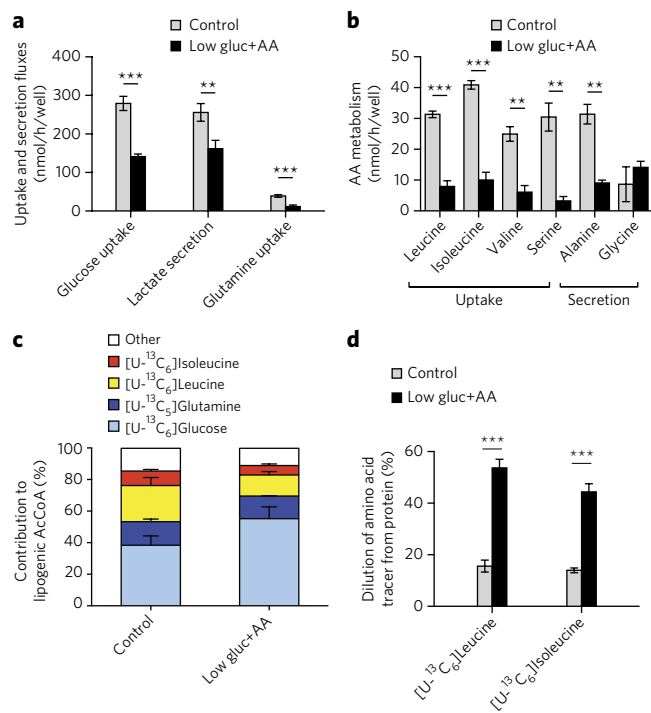 a
Control
Low gluc+AA
Uptake and secretion fluxes
(nmol/h/well)
400
300
200
100
0
***
**
***
Glucose uptake
Lactate secretion
Glutamine uptake
b
Control
Low gluc+AA
AA metabolism
(nmol/h/well)
50
40
30
20
10
0
***
***
**
**
**
Leucine
Isoleucine
Valine
Serine
Alanine
Glycine
Uptake
Secretion
c
Other
[U-¹³C₆]Isoleucine
[U-¹³C₆]Leucine
[U-¹³C₅]Glutamine
[U-¹³C₆]Glucose
Contribution to
lipogenic AcCoA (%)
100
80
60
40
20
0
Control
Low gluc+AA
d
Control
Low gluc+AA
Dilution of amino acid
tracer from protein (%)
60
40
20
0
***
***
[U-¹³C₆]Leucine
[U-¹³C₆]Isoleucine